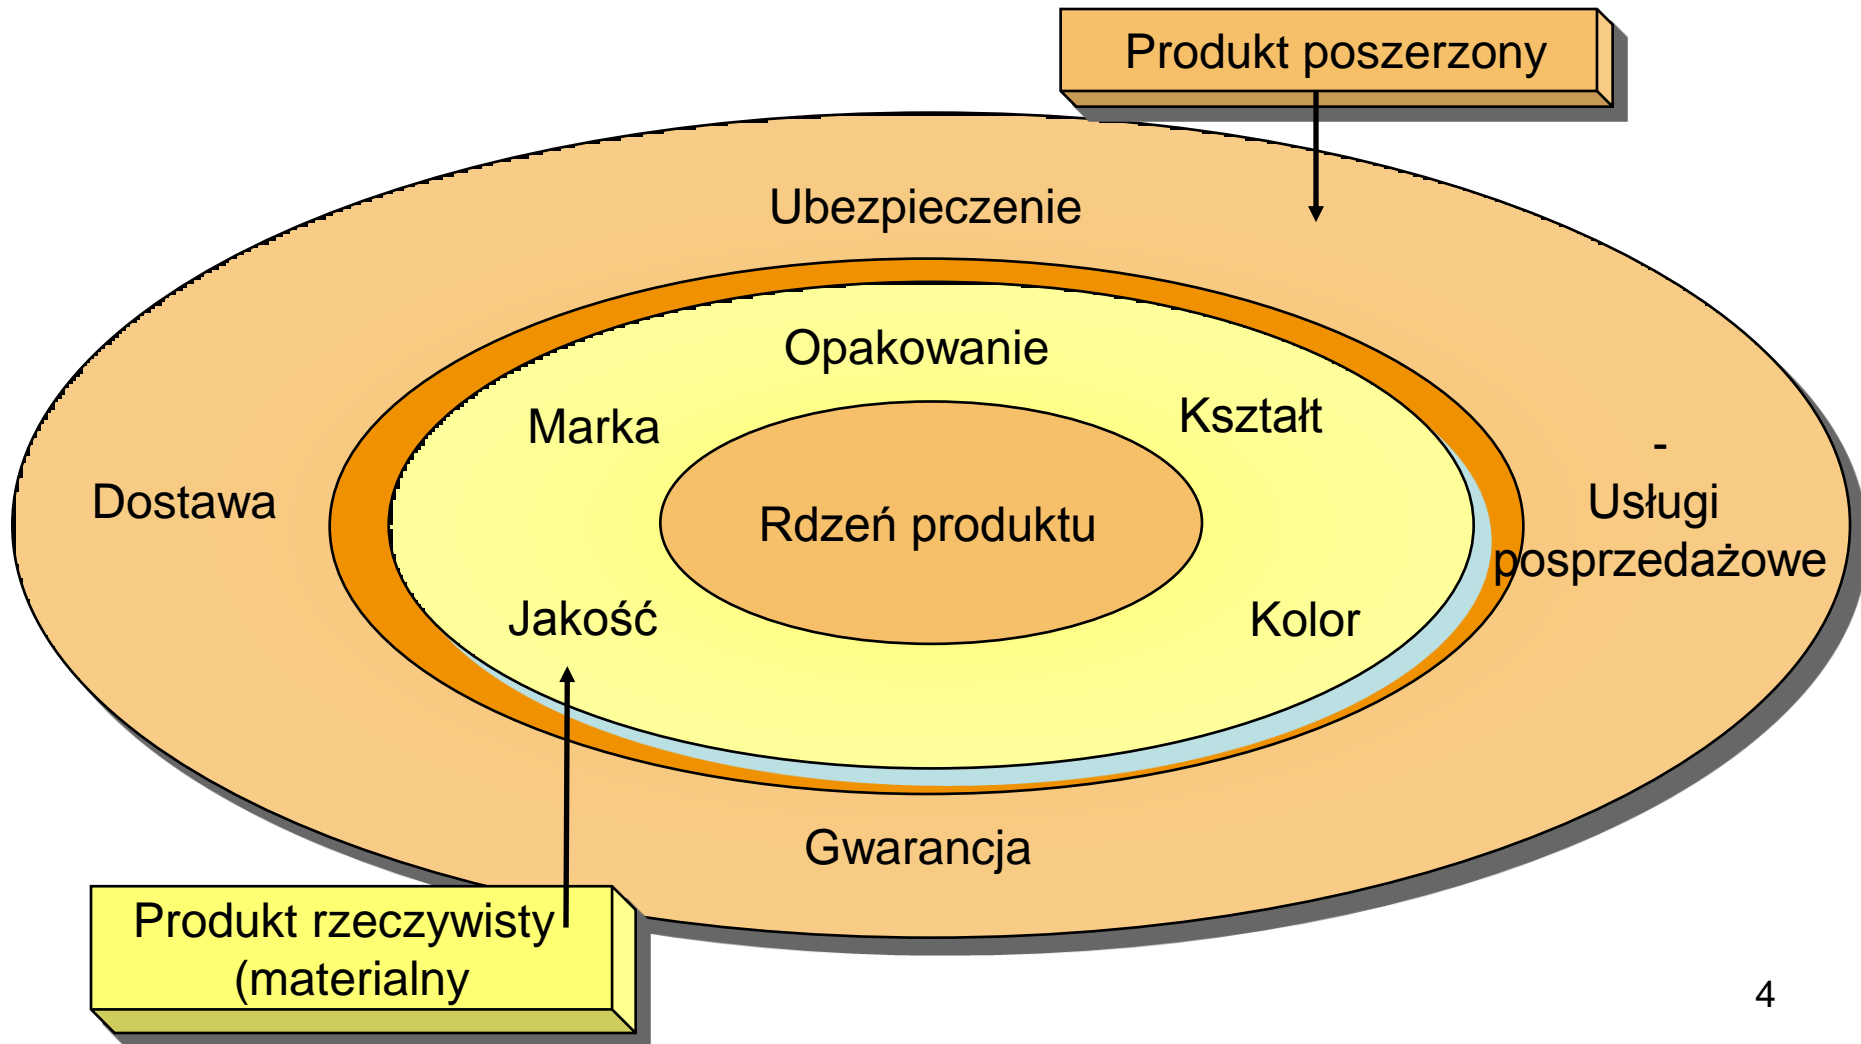 Produkt poszerzony
Ubezpieczenie
Opakowanie
Marka
Kształt
Dostawa
Rdzeń produktu
-
Usługi
posprzedażowe
Jakość
Kolor
Gwarancja
Produkt rzeczywisty
(materialny
4